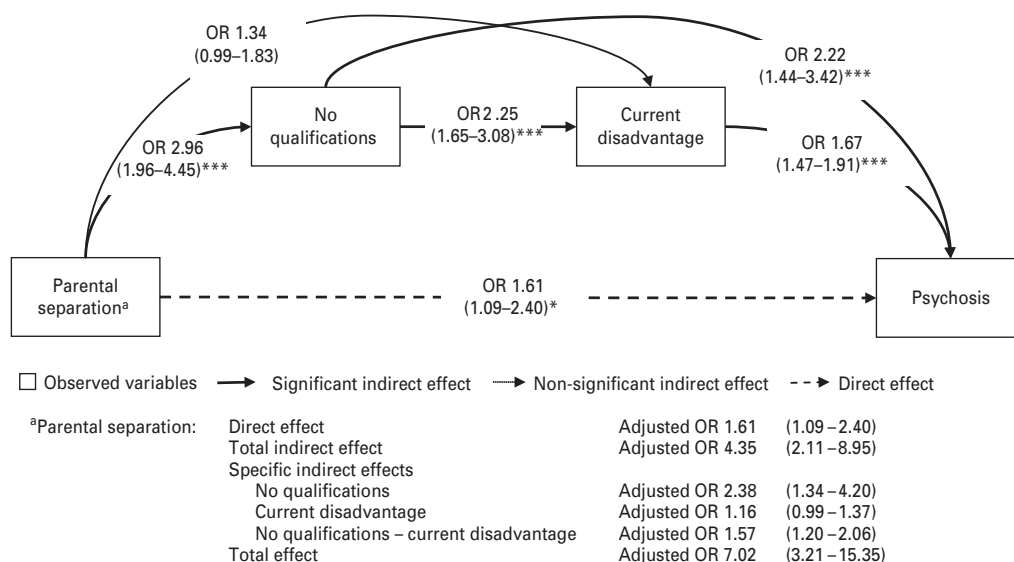 OR 1.34
(0.99–1.83)
OR 2.22
(1.44–3.42)***
No
qualifications
OR 2.25
(1.65–3.08)***
Current
disadvantage
OR 2.96
(1.96–4.45)***
OR 1.67
(1.47–1.91)***
Parental
separationª
OR 1.61
(1.09–2.40)*
Psychosis
Observed variables Significant indirect effect Non-significant indirect effect Direct effect
ªParental separation: Direct effect Adjusted OR 1.61 (1.09–2.40)
Total indirect effect Adjusted OR 4.35 (2.11–8.95)
Specific indirect effects
No qualifications Adjusted OR 2.38 (1.34–4.20)
Current disadvantage Adjusted OR 1.16 (0.99–1.37)
No qualifications – current disadvantage Adjusted OR 1.57 (1.20–2.06)
Total effect Adjusted OR 7.02 (3.21–15.35)